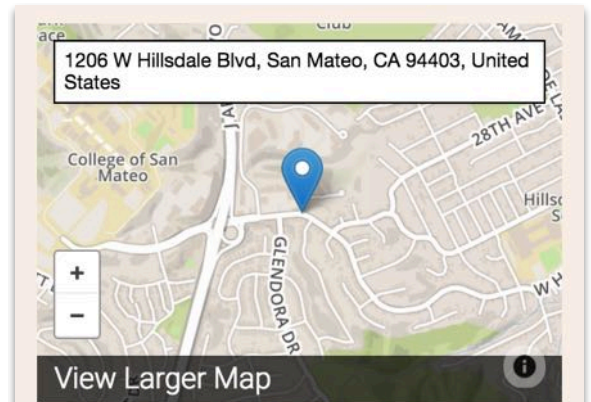 1206 W Hillsdale Blvd, San Mateo, CA 94403, United
States
College of San
Mateo
28TH AVE
GLENDORA DR
+
−
View Larger Map